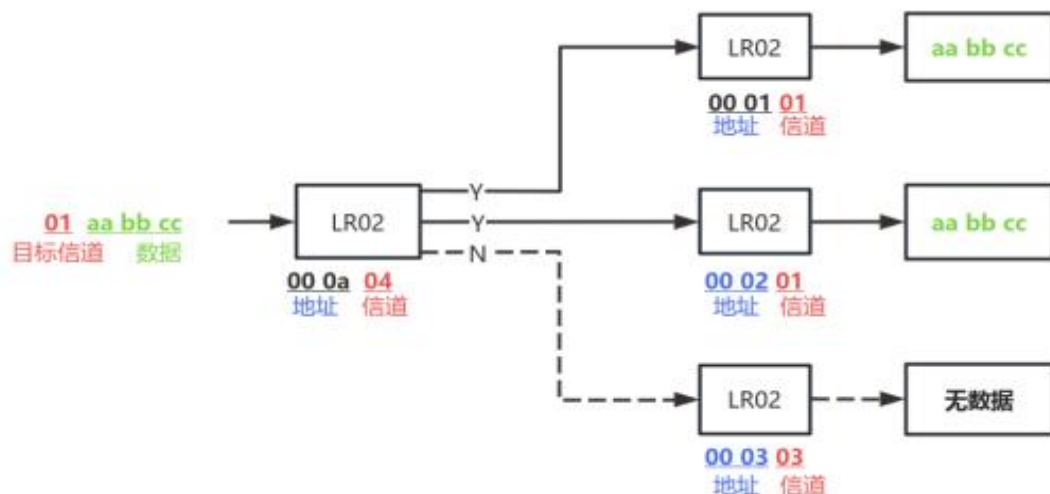 LR02
aa bb cc
00 01 01
地址 信道
Y
01 aa bb cc
目标信道 数据
LR02
Y
LR02
aa bb cc
N
00 0a 04
地址 信道
00 02 01
地址 信道
LR02
无数据
00 03 03
地址 信道